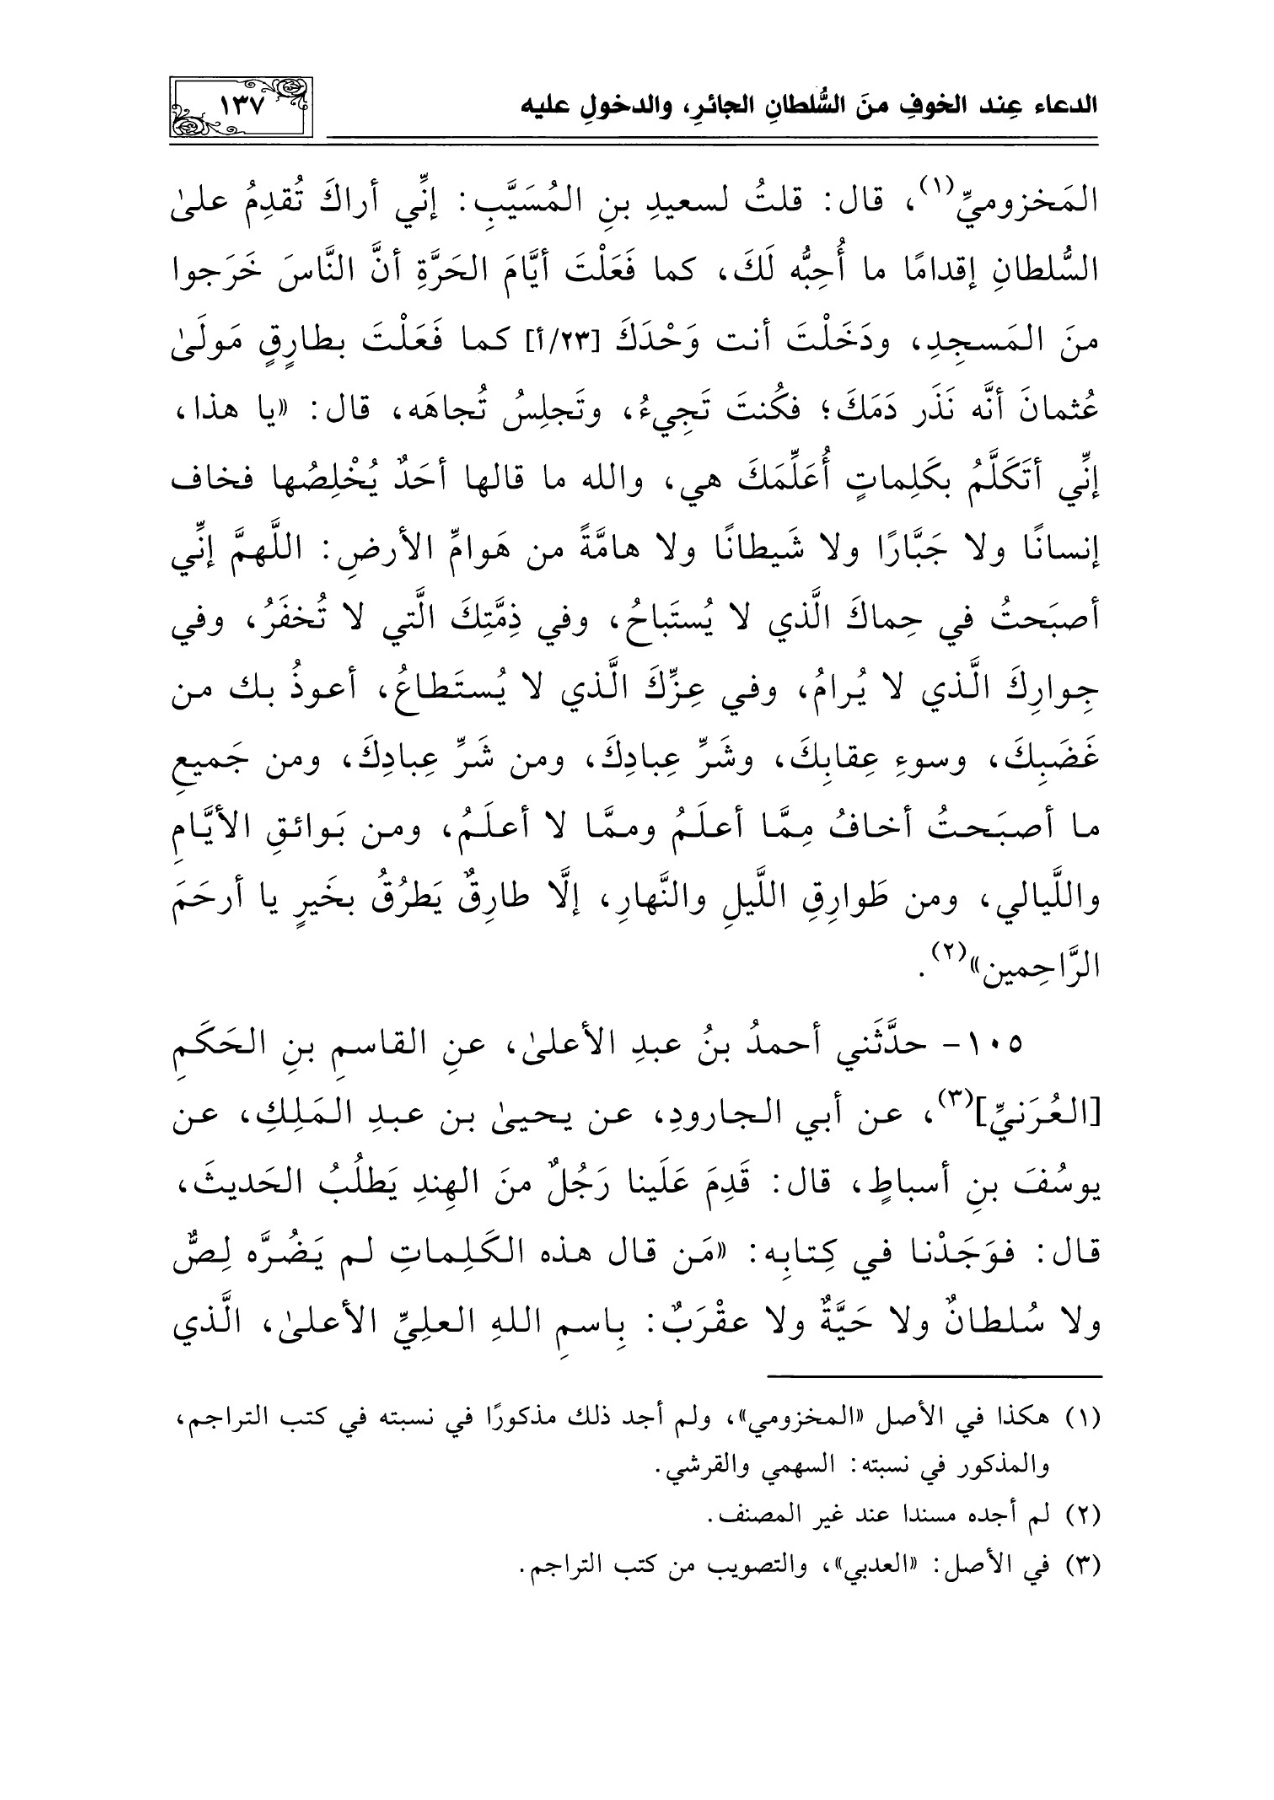 الدعاء عِند الخوفِ منَ السُّلطانِ الجائرِ، والدخولِ عليه
١٣٧
المَخزوميِّ(١)، قال: قلتُ لسعيدِ بنِ المُسَيَّبِ: إنِّي أراكَ تُقدِمُ علىٰ
السُّلطانِ إقدامًا ما أُحِبُّه لَكَ، كما فَعَلْتَ أيَّامَ الحَرَّةِ أنَّ النَّاسَ خَرَجوا
منَ المَسجِدِ، ودَخَلْتَ أنت وَحْدَكَ [٢٣/أ] كما فَعَلْتَ بطارِقٍ مَولَىٰ
عُثمانَ أنَّه نَذَر دَمَكَ؛ فكُنتَ تَجِيءُ، وتَجلِسُ تُجاهَه، قال: «يا هذا،
إنِّي أتَكَلَّمُ بكَلِماتٍ أُعَلِّمَكَ هي، والله ما قالها أحَدٌ يُخْلِصُها فخاف
إنسانًا ولا جَبَّارًا ولا شَيطانًا ولا هامَّةً من هَوامِّ الأرضِ: اللَّهمَّ إنِّي
أصبَحتُ في حِماكَ الَّذي لا يُستَباحُ، وفي ذِمَّتِكَ الَّتي لا تُخفَرُ، وفي
جِوارِكَ الَّذي لا يُرامُ، وفي عِزِّكَ الَّذي لا يُستَطاعُ، أعوذُ بك من
غَضَبِكَ، وسوءِ عِقابِكَ، وشَرِّ عِبادِكَ، ومن شَرِّ عِبادِكَ، ومن جَميعِ
ما أصبَحتُ أخافُ مِمَّا أعلَمُ وممَّا لا أعلَمُ، ومن بَوائقِ الأيَّامِ
واللَّيالي، ومن طَوارِقِ اللَّيلِ والنَّهارِ، إلَّا طارِقٌ يَطرُقُ بخَيرٍ يا أرحَمَ
الرَّاحِمين»(٢).
١٠٥- حدَّثَني أحمدُ بنُ عبدِ الأعلىٰ، عنِ القاسمِ بنِ الحَكَمِ
[العُرَنيِّ](٣)، عن أبي الجارودِ، عن يحيىٰ بن عبدِ المَلِكِ، عن
يوسُفَ بنِ أسباطٍ، قال: قَدِمَ عَلَينا رَجُلٌ منَ الهِندِ يَطلُبُ الحَديثَ،
قال: فوَجَدْنا في كِتابِه: «مَن قال هذه الكَلِماتِ لم يَضُرَّه لِصٌّ
ولا سُلطانٌ ولا حَيَّةٌ ولا عقْرَبٌ: بِاسمِ اللهِ العلِيِّ الأعلىٰ، الَّذي
(١) هكذا في الأصل «المخزومي»، ولم أجد ذلك مذكورًا في نسبته في كتب التراجم،
والمذكور في نسبته: السهمي والقرشي.
(٢) لم أجده مسندا عند غير المصنف.
(٣) في الأصل: «العدبي»، والتصويب من كتب التراجم.